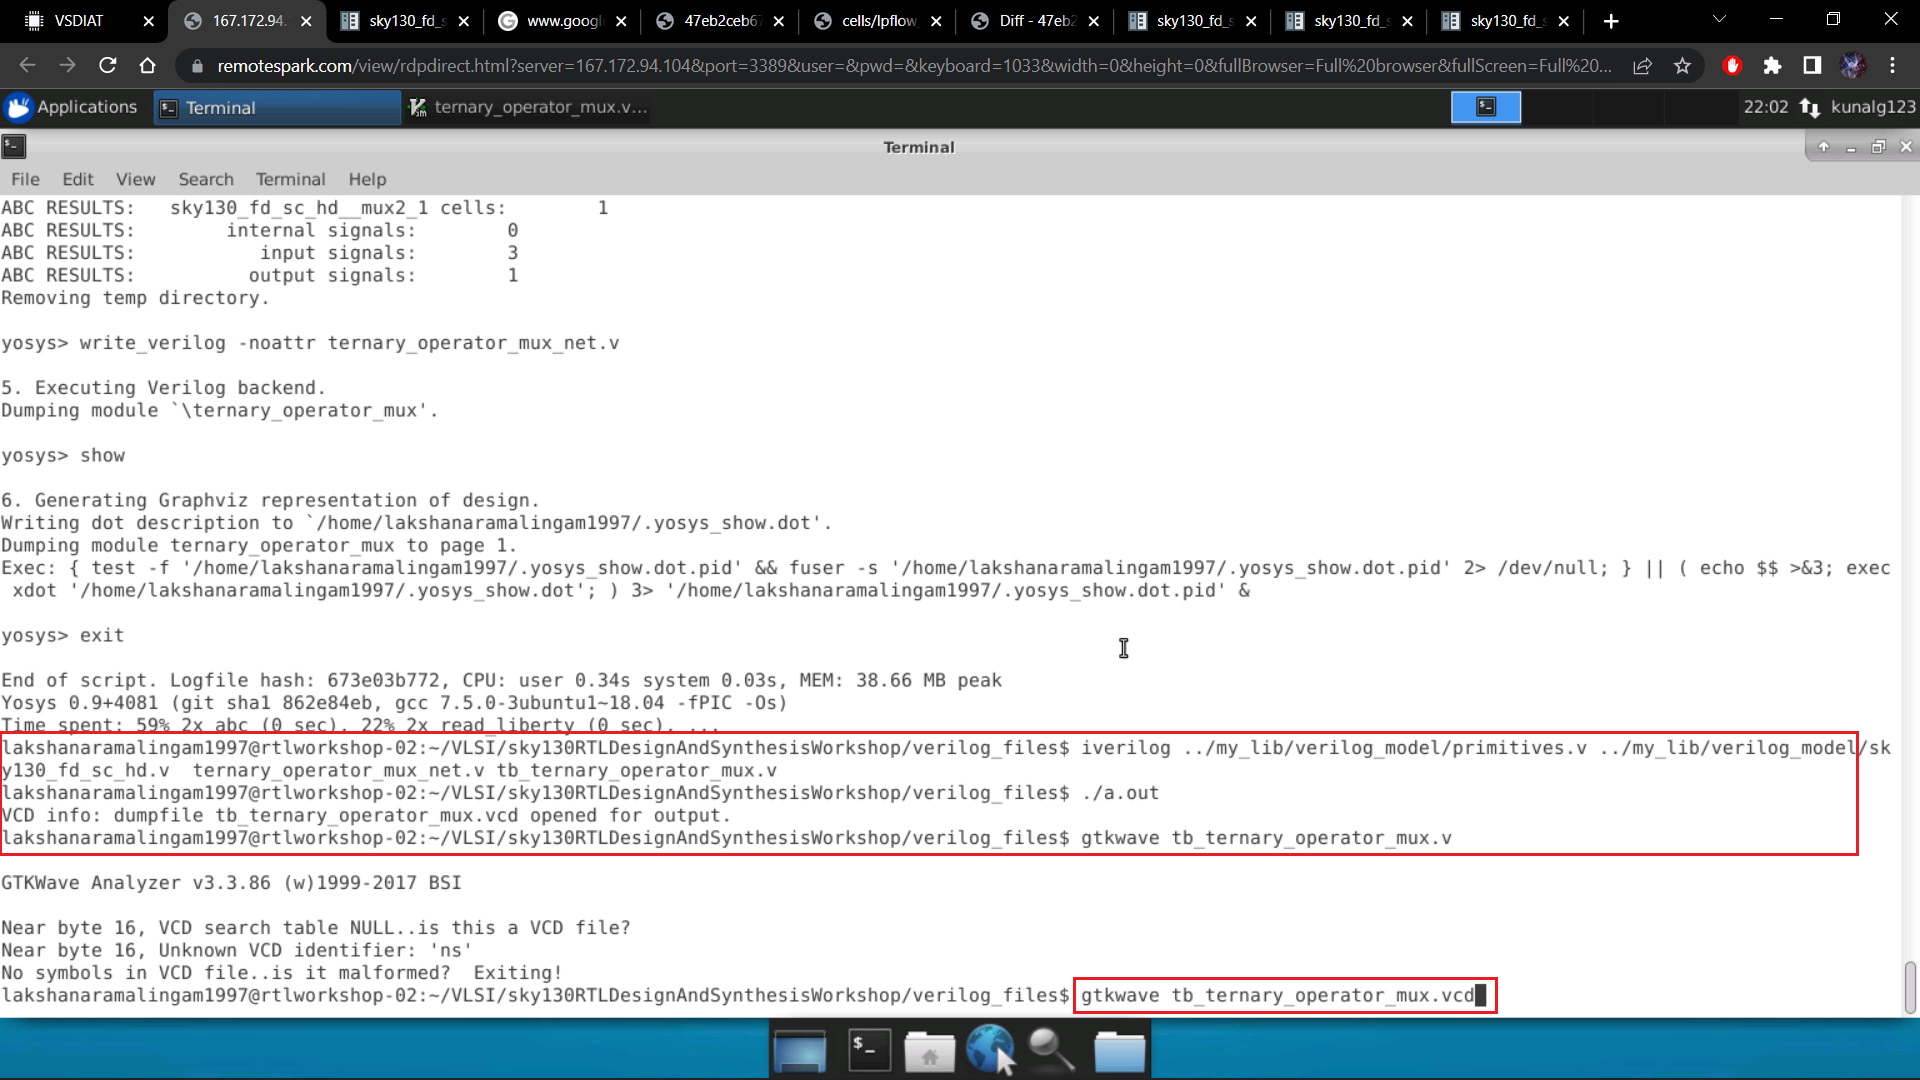 VSDIAT
167.172.94.
sky130_fd_s
www.googl
47eb2ceb67
cells/lpflow
Diff - 47eb2
sky130_fd_s
sky130_fd_s
sky130_fd_s
remotespark.com/view/rdpdirect.html?server=167.172.94.104&port=3389&user=&pwd=&keyboard=1033&width=0&height=0&fullBrowser=Full%20browser&fullScreen=Full%20...
Applications
Terminal
ternary_operator_mux.v...
22:02
kunalg123
Terminal
File Edit View Search Terminal Help
ABC RESULTS:   sky130_fd_sc_hd__mux2_1 cells:        1
ABC RESULTS:        internal signals:        0
ABC RESULTS:           input signals:        3
ABC RESULTS:          output signals:        1
Removing temp directory.
yosys> write_verilog -noattr ternary_operator_mux_net.v
5. Executing Verilog backend.
Dumping module `\ternary_operator_mux'.
yosys> show
6. Generating Graphviz representation of design.
Writing dot description to `/home/lakshanaramalingam1997/.yosys_show.dot'.
Dumping module ternary_operator_mux to page 1.
Exec: { test -f '/home/lakshanaramalingam1997/.yosys_show.dot.pid' && fuser -s '/home/lakshanaramalingam1997/.yosys_show.dot.pid' 2> /dev/null; } || ( echo $$ >&3; exec
 xdot '/home/lakshanaramalingam1997/.yosys_show.dot'; ) 3> '/home/lakshanaramalingam1997/.yosys_show.dot.pid' &
yosys> exit
End of script. Logfile hash: 673e03b772, CPU: user 0.34s system 0.03s, MEM: 38.66 MB peak
Yosys 0.9+4081 (git sha1 862e84eb, gcc 7.5.0-3ubuntu1~18.04 -fPIC -Os)
Time spent: 59% 2x abc (0 sec), 22% 2x read_liberty (0 sec), ...
lakshanaramalingam1997@rtlworkshop-02:~/VLSI/sky130RTLDesignAndSynthesisWorkshop/verilog_files$ iverilog ../my_lib/verilog_model/primitives.v ../my_lib/verilog_model/sk
y130_fd_sc_hd.v  ternary_operator_mux_net.v tb_ternary_operator_mux.v
lakshanaramalingam1997@rtlworkshop-02:~/VLSI/sky130RTLDesignAndSynthesisWorkshop/verilog_files$ ./a.out
VCD info: dumpfile tb_ternary_operator_mux.vcd opened for output.
lakshanaramalingam1997@rtlworkshop-02:~/VLSI/sky130RTLDesignAndSynthesisWorkshop/verilog_files$ gtkwave tb_ternary_operator_mux.v
GTKWave Analyzer v3.3.86 (w)1999-2017 BSI
Near byte 16, VCD search table NULL..is this a VCD file?
Near byte 16, Unknown VCD identifier: 'ns'
No symbols in VCD file..is it malformed?  Exiting!
lakshanaramalingam1997@rtlworkshop-02:~/VLSI/sky130RTLDesignAndSynthesisWorkshop/verilog_files$ gtkwave tb_ternary_operator_mux.vcd